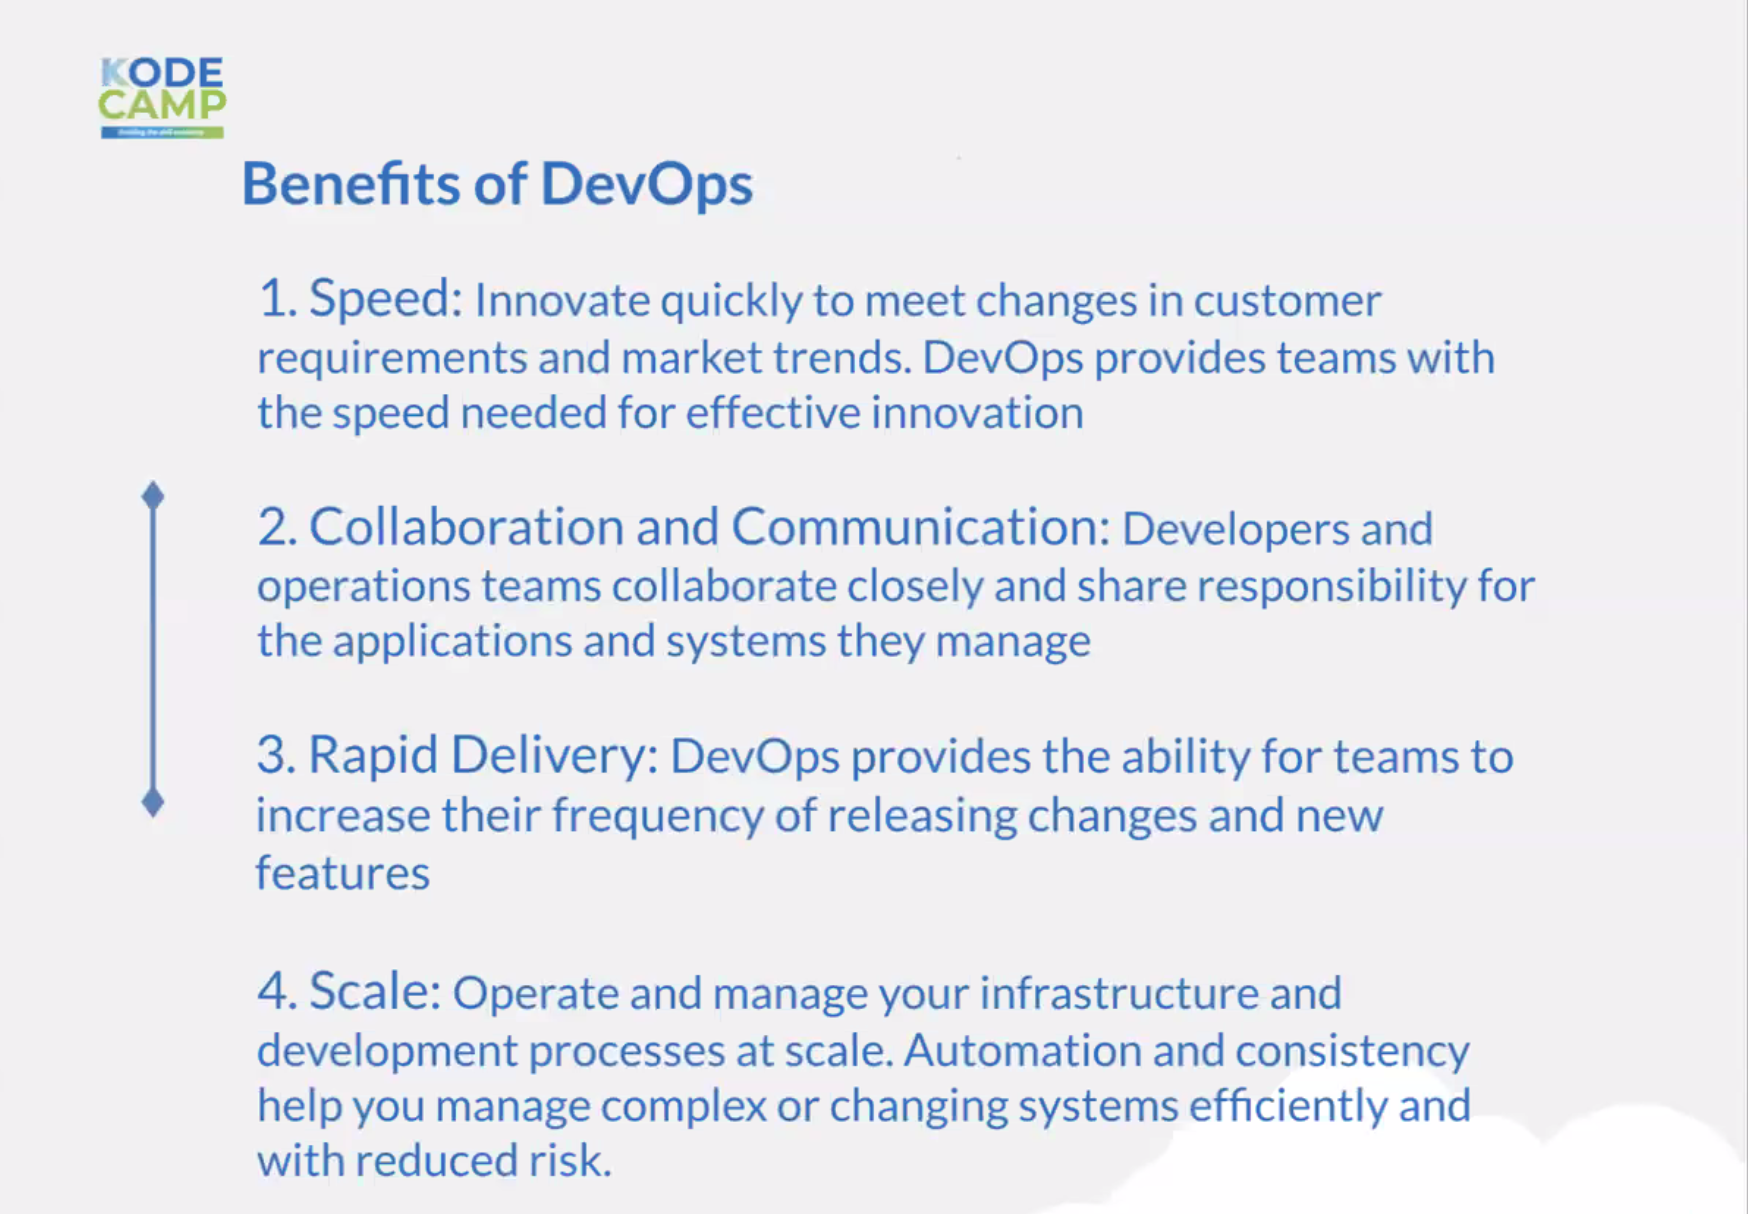 KODE
CAMP
Benefits of DevOps
1. Speed: Innovate quickly to meet changes in customer
requirements and market trends. DevOps provides teams with
the speed needed for effective innovation
2. Collaboration and Communication: Developers and
operations teams collaborate closely and share responsibility for
the applications and systems they manage
3. Rapid Delivery: DevOps provides the ability for teams to
increase their frequency of releasing changes and new
features
4. Scale: Operate and manage your infrastructure and
development processes at scale. Automation and consistency
help you manage complex or changing systems efficiently and
with reduced risk.